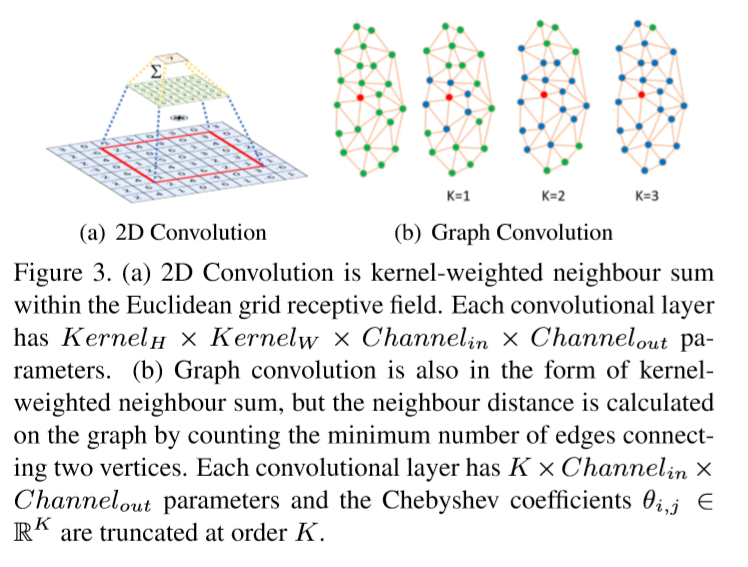 Σ
K=1
K=2
K=3
(a) 2D Convolution
(b) Graph Convolution
Figure 3. (a) 2D Convolution is kernel-weighted neighbour sum
within the Euclidean grid receptive field. Each convolutional layer
has Kernel_H × Kernel_W × Channel_in × Channel_out pa-
rameters. (b) Graph convolution is also in the form of kernel-
weighted neighbour sum, but the neighbour distance is calculated
on the graph by counting the minimum number of edges connect-
ing two vertices. Each convolutional layer has K × Channel_in ×
Channel_out parameters and the Chebyshev coefficients θ_{i,j} ∈
ℝ^K are truncated at order K.